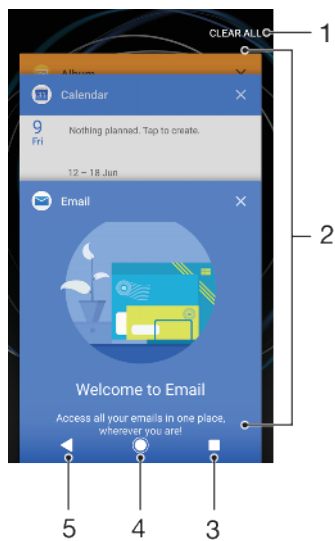 CLEAR ALL
1
Album
Calendar
9
Fri
Nothing planned. Tap to create.
12 – 18 Jun
2
Email
Welcome to Email
Access all your emails in one place,
wherever you are!
5
4
3